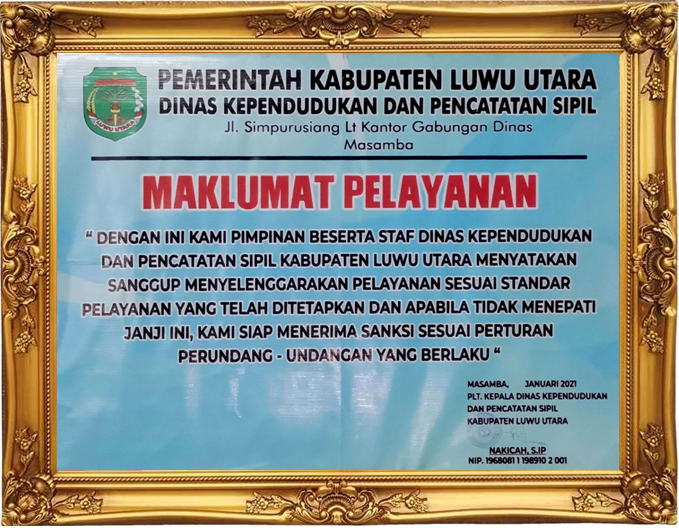 PEMERINTAH KABUPATEN LUWU UTARA
DINAS KEPENDUDUKAN DAN PENCATATAN SIPIL
Jl. Simpurusiang Lt Kantor Gabungan Dinas
Masamba
LUWU UTARA
MAKLUMAT PELAYANAN
“ DENGAN INI KAMI PIMPINAN BESERTA STAF DINAS KEPENDUDUKAN
DAN PENCATATAN SIPIL KABUPATEN LUWU UTARA MENYATAKAN
SANGGUP MENYELENGGARAKAN PELAYANAN SESUAI STANDAR
PELAYANAN YANG TELAH DITETAPKAN DAN APABILA TIDAK MENEPATI
JANJI INI, KAMI SIAP MENERIMA SANKSI SESUAI PERTURAN
PERUNDANG - UNDANGAN YANG BERLAKU “
MASAMBA, JANUARI 2021
PLT. KEPALA DINAS KEPENDUDUKAN
DAN PENCATATAN SIPIL
KABUPATEN LUWU UTARA
NAKICAH, S.IP
NIP. 1968081 1 198910 2 001